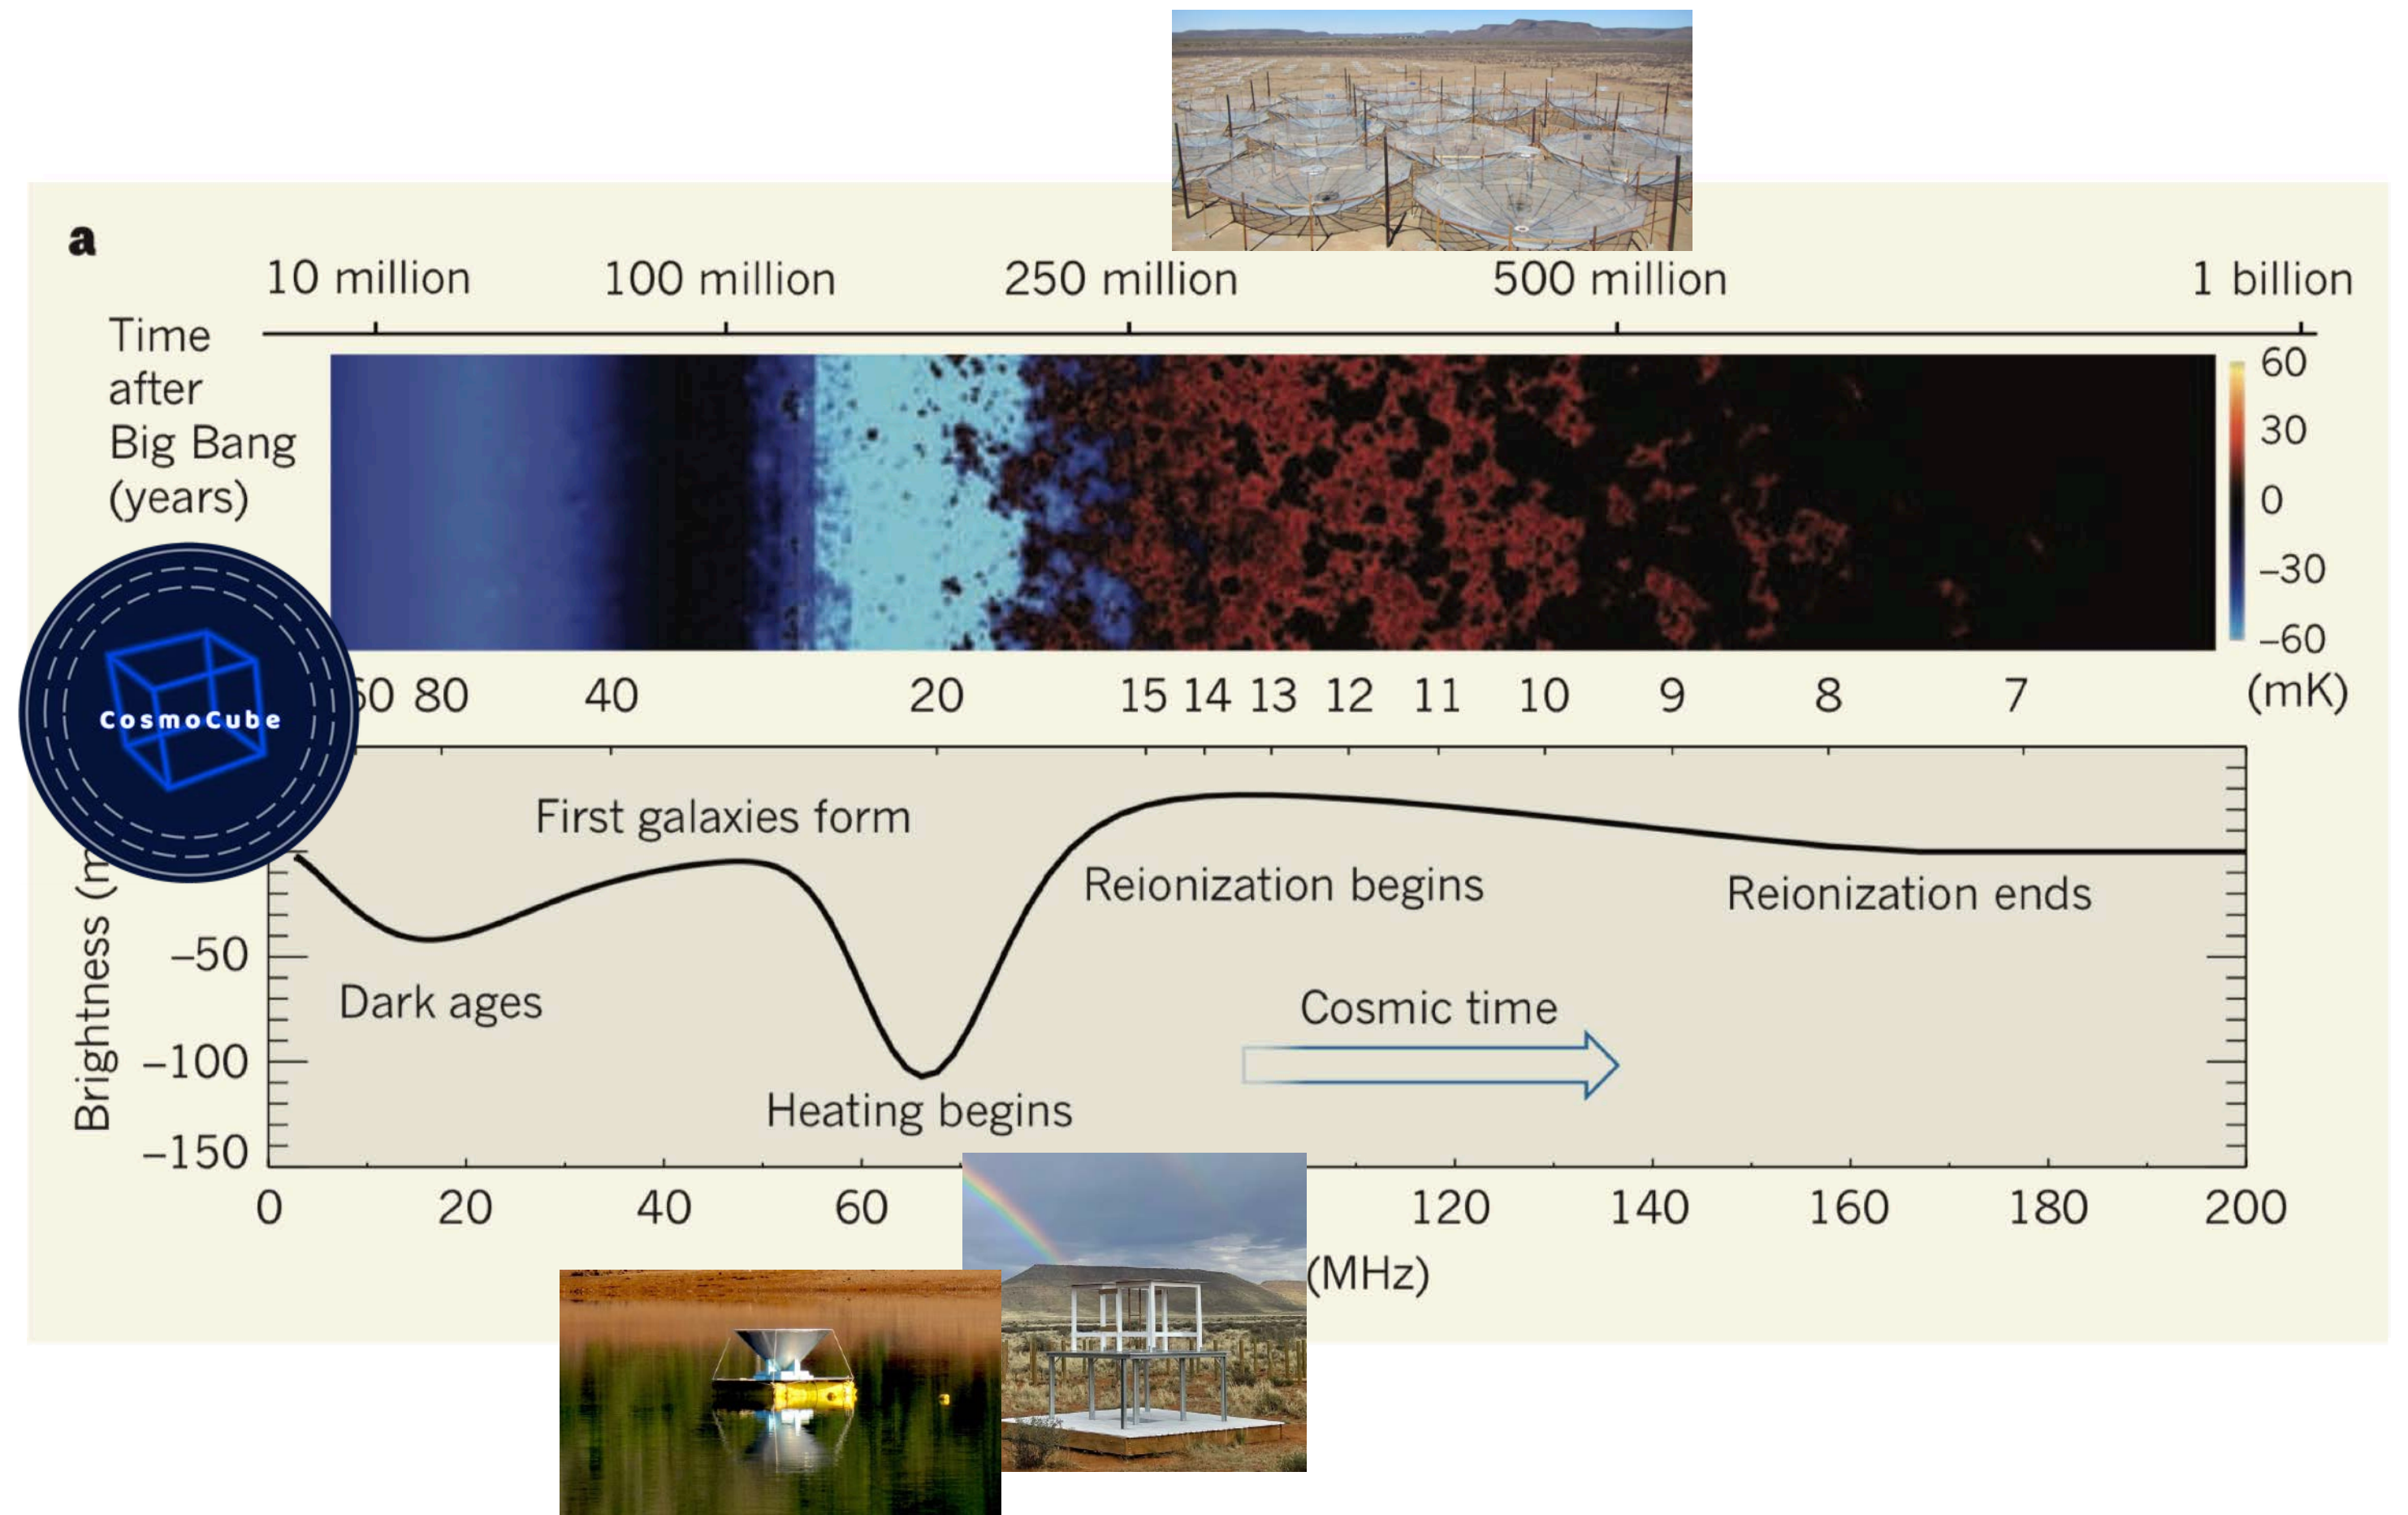 a
10 million 100 million 250 million 500 million 1 billion
Time
after
Big Bang
(years)
60
30
0
–30
–60
(mK)
80 40 20 15 14 13 12 11 10 9 8 7
CosmoCube
First galaxies form
Reionization begins
Reionization ends
Dark ages
Cosmic time
Heating begins
Brightness
–50
–100
–150
0 20 40 60 120 140 160 180 200
(MHz)